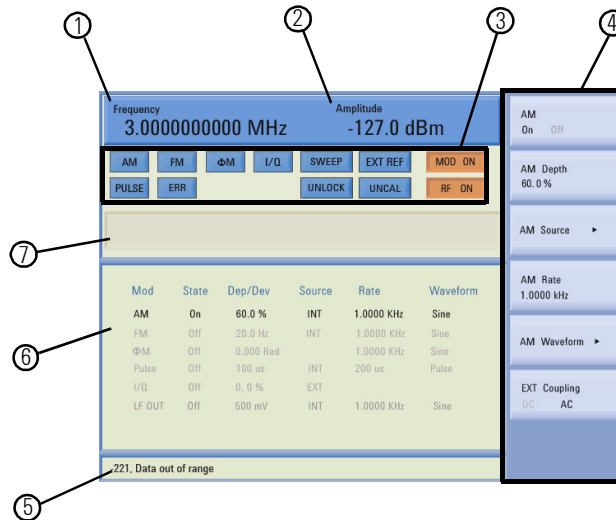 1
2
3
4
Frequency
3.0000000000 MHz
Amplitude
-127.0 dBm
AM FM ΦM I/Q SWEEP EXT REF MOD ON
PULSE ERR UNLOCK UNCAL RF ON
7
Mod State Dep/Dev Source Rate Waveform
AM On 60.0 % INT 1.0000 KHz Sine
FM Off 20.0 Hz INT 1.0000 KHz Sine
ΦM Off 0.000 Rad 1.0000 KHz Sine
Pulse Off 100 us INT 200 us Pulse
I/Q Off 0. 0 % EXT
LF OUT Off 500 mV INT 1.0000 KHz Sine
6
-221, Data out of range
5
AM
On Off
AM Depth
60. 0 %
AM Source ►
AM Rate
1.0000 kHz
AM Waveform ►
EXT Coupling
DC AC